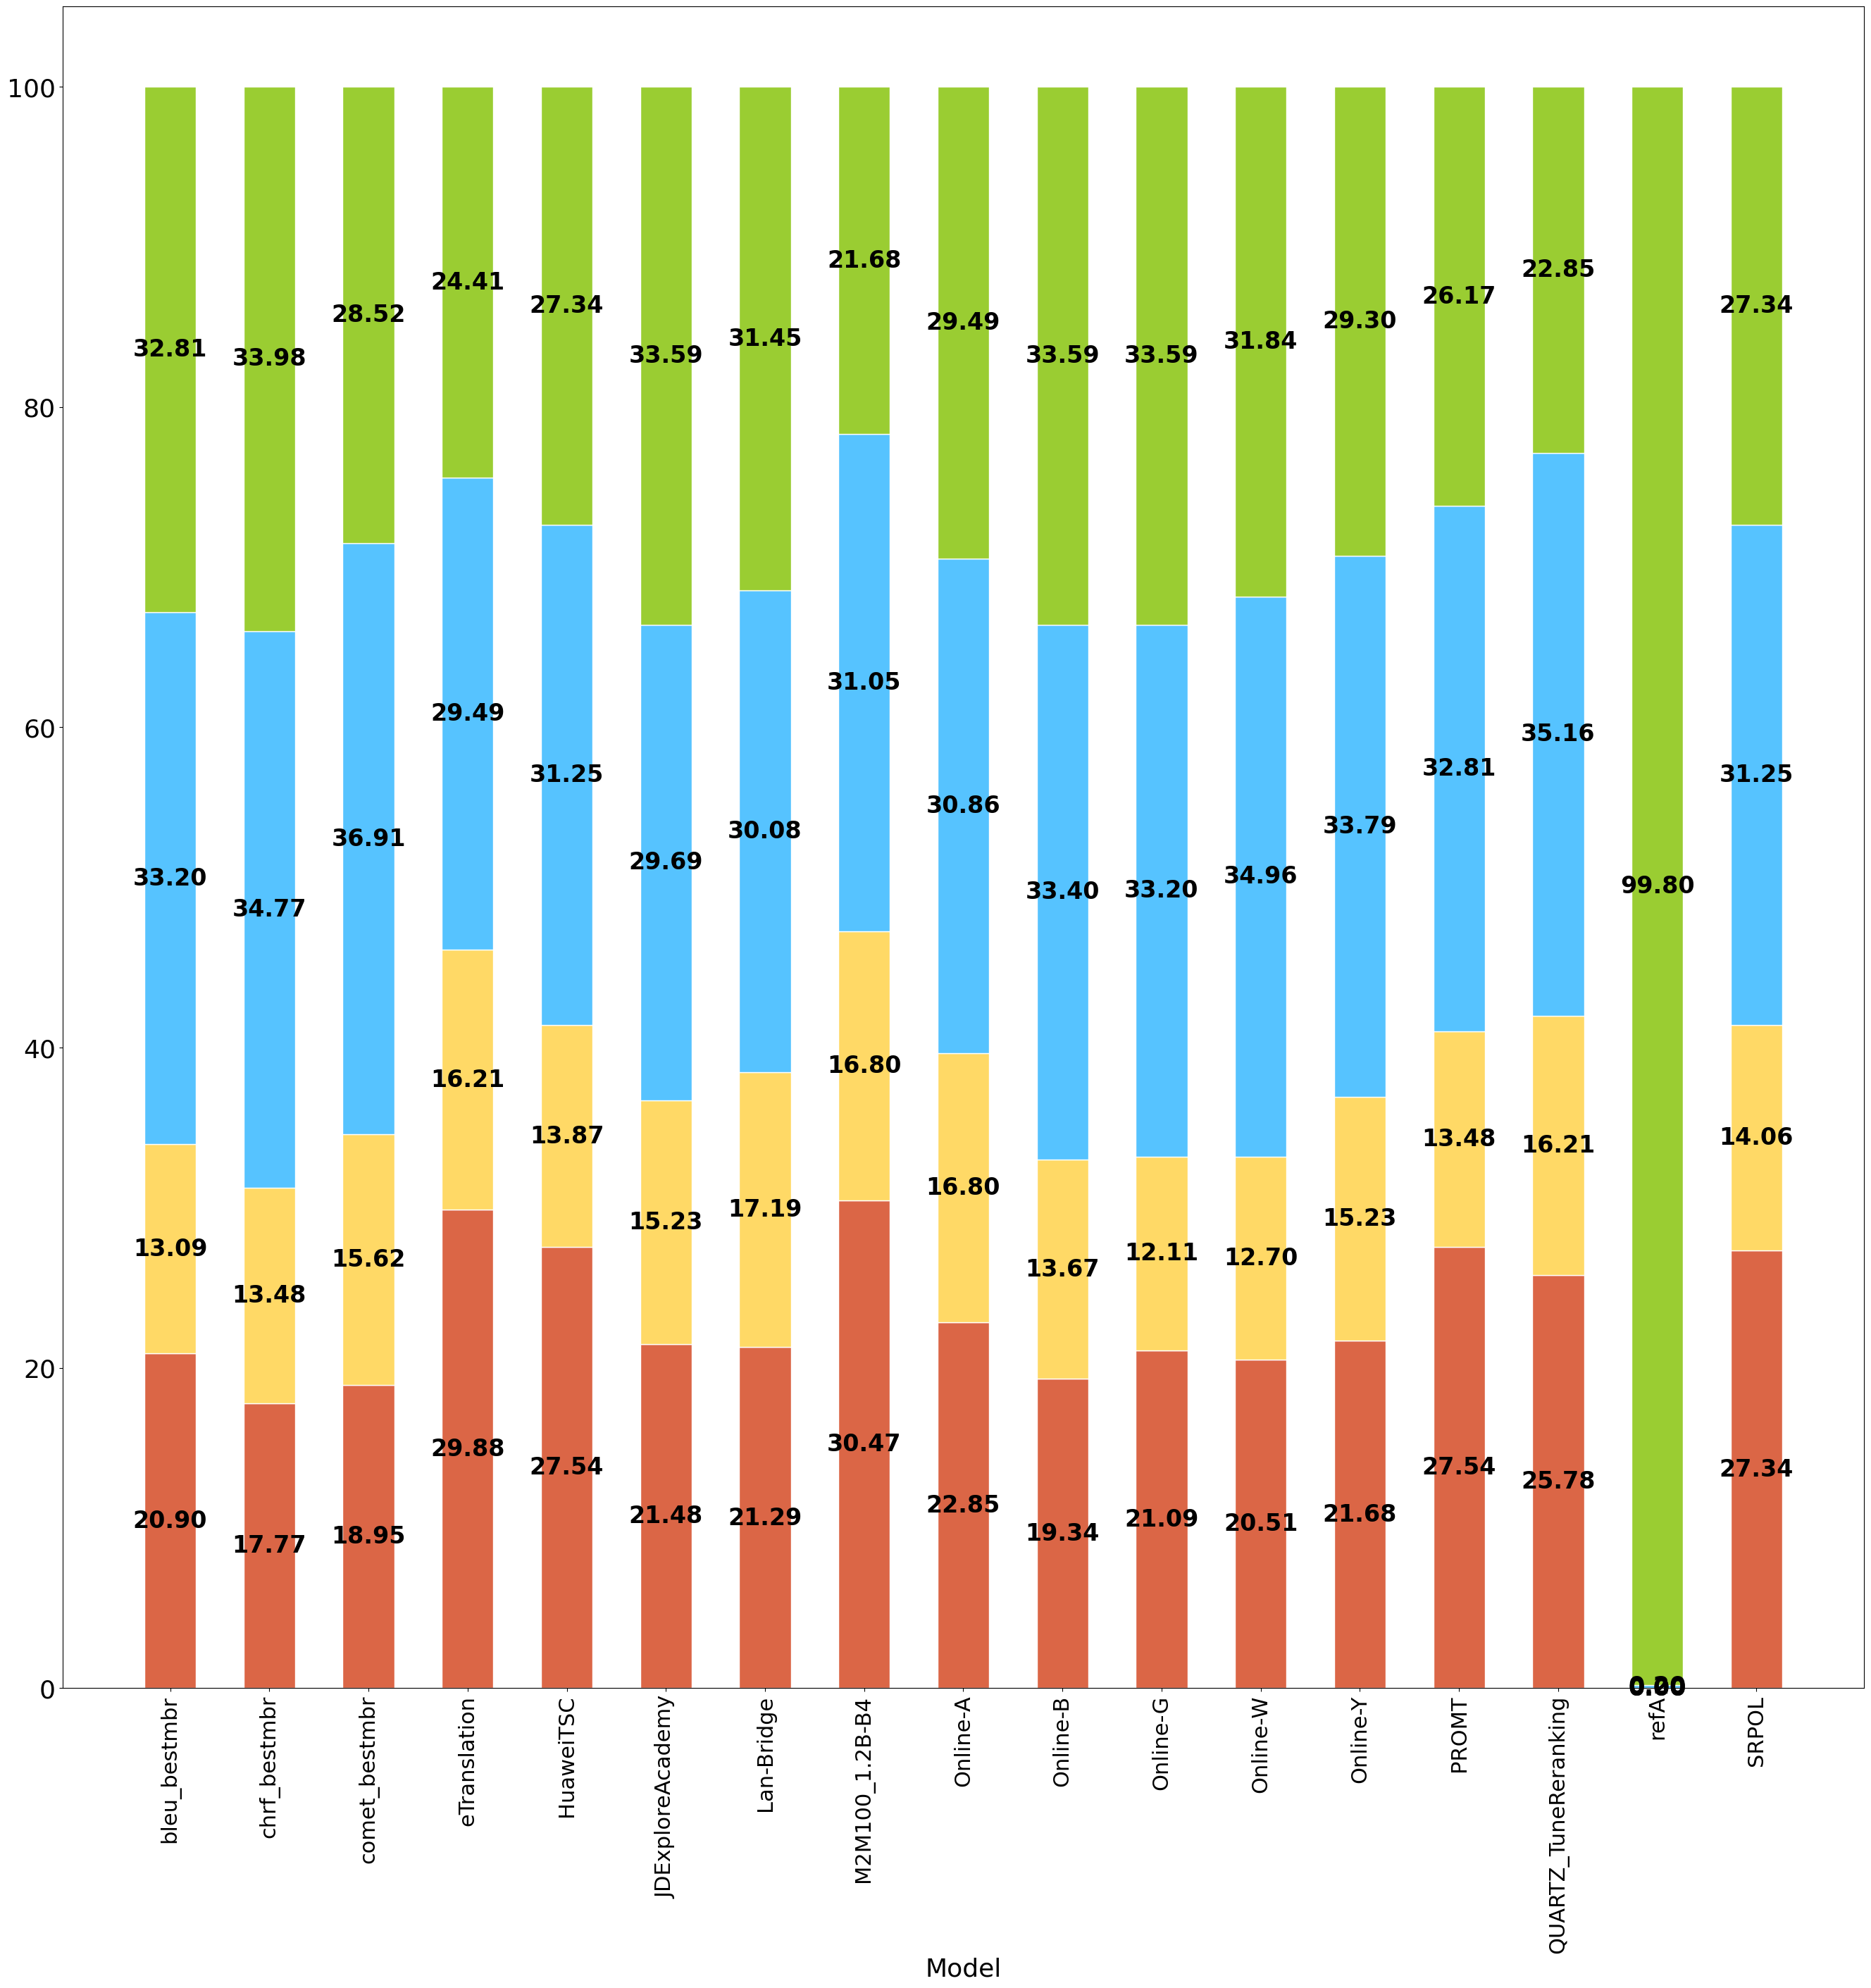 100
80
60
40
20
0
32.81 33.98 28.52 24.41 27.34 33.59 31.45 21.68 29.49 33.59 33.59 31.84 29.30 26.17 22.85 99.80 27.34
33.20 34.77 36.91 29.49 31.25 29.69 30.08 31.05 30.86 33.40 33.20 34.96 33.79 32.81 35.16 31.25
13.09 13.48 15.62 16.21 13.87 15.23 17.19 16.80 16.80 13.67 12.11 12.70 15.23 13.48 16.21 14.06
20.90 17.77 18.95 29.88 27.54 21.48 21.29 30.47 22.85 19.34 21.09 20.51 21.68 27.54 25.78 27.34
bleu_bestmbr
chrf_bestmbr
comet_bestmbr
eTranslation
HuaweiTSC
JDExploreAcademy
Lan-Bridge
M2M100_1.2B-B4
Online-A
Online-B
Online-G
Online-W
Online-Y
PROMT
QUARTZ_TuneReranking
refA
SRPOL
Model